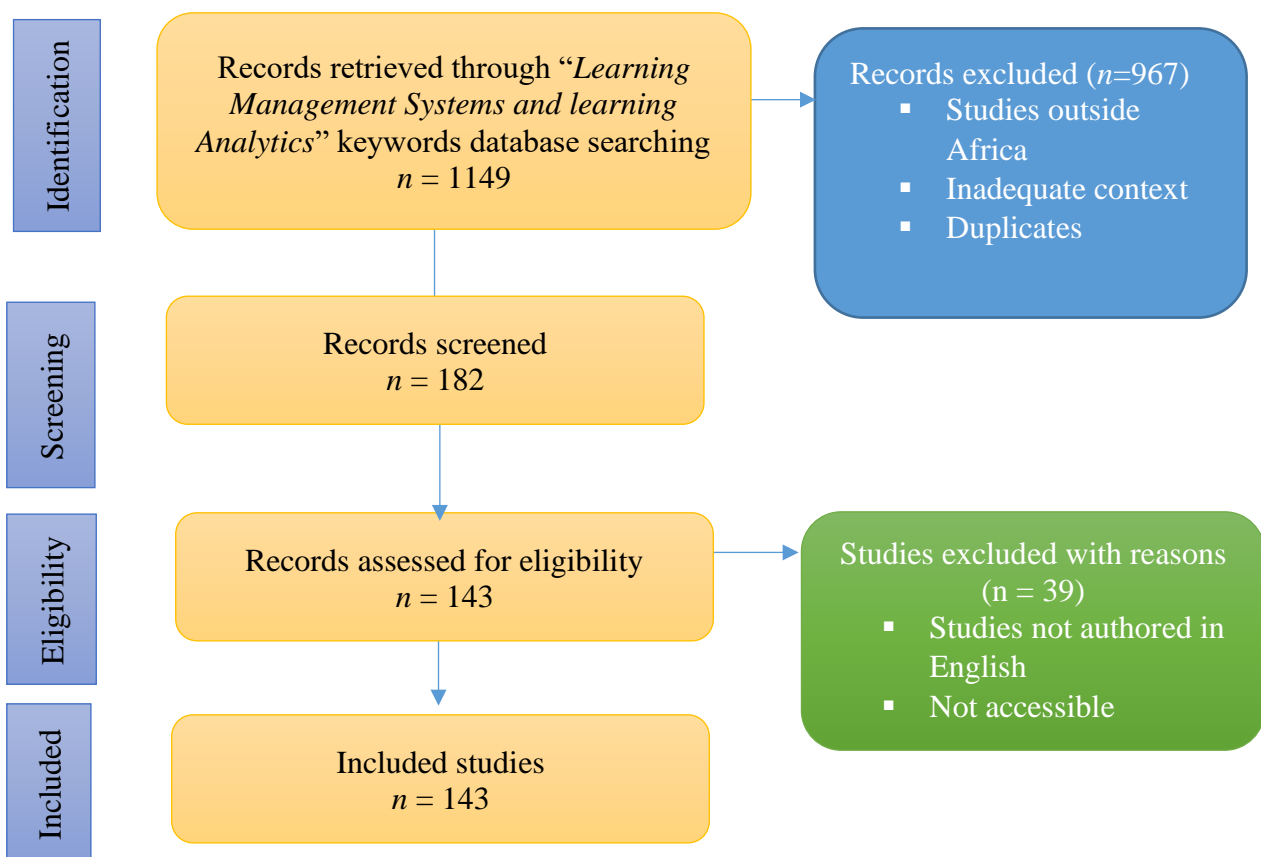 Identification
Records retrieved through “Learning
Management Systems and learning
Analytics” keywords database searching
n = 1149
Records excluded (n=967)
▪ Studies outside
Africa
▪ Inadequate context
▪ Duplicates
Screening
Records screened
n = 182
Eligibility
Records assessed for eligibility
n = 143
Studies excluded with reasons
(n = 39)
▪ Studies not authored in
English
▪ Not accessible
Included
Included studies
n = 143